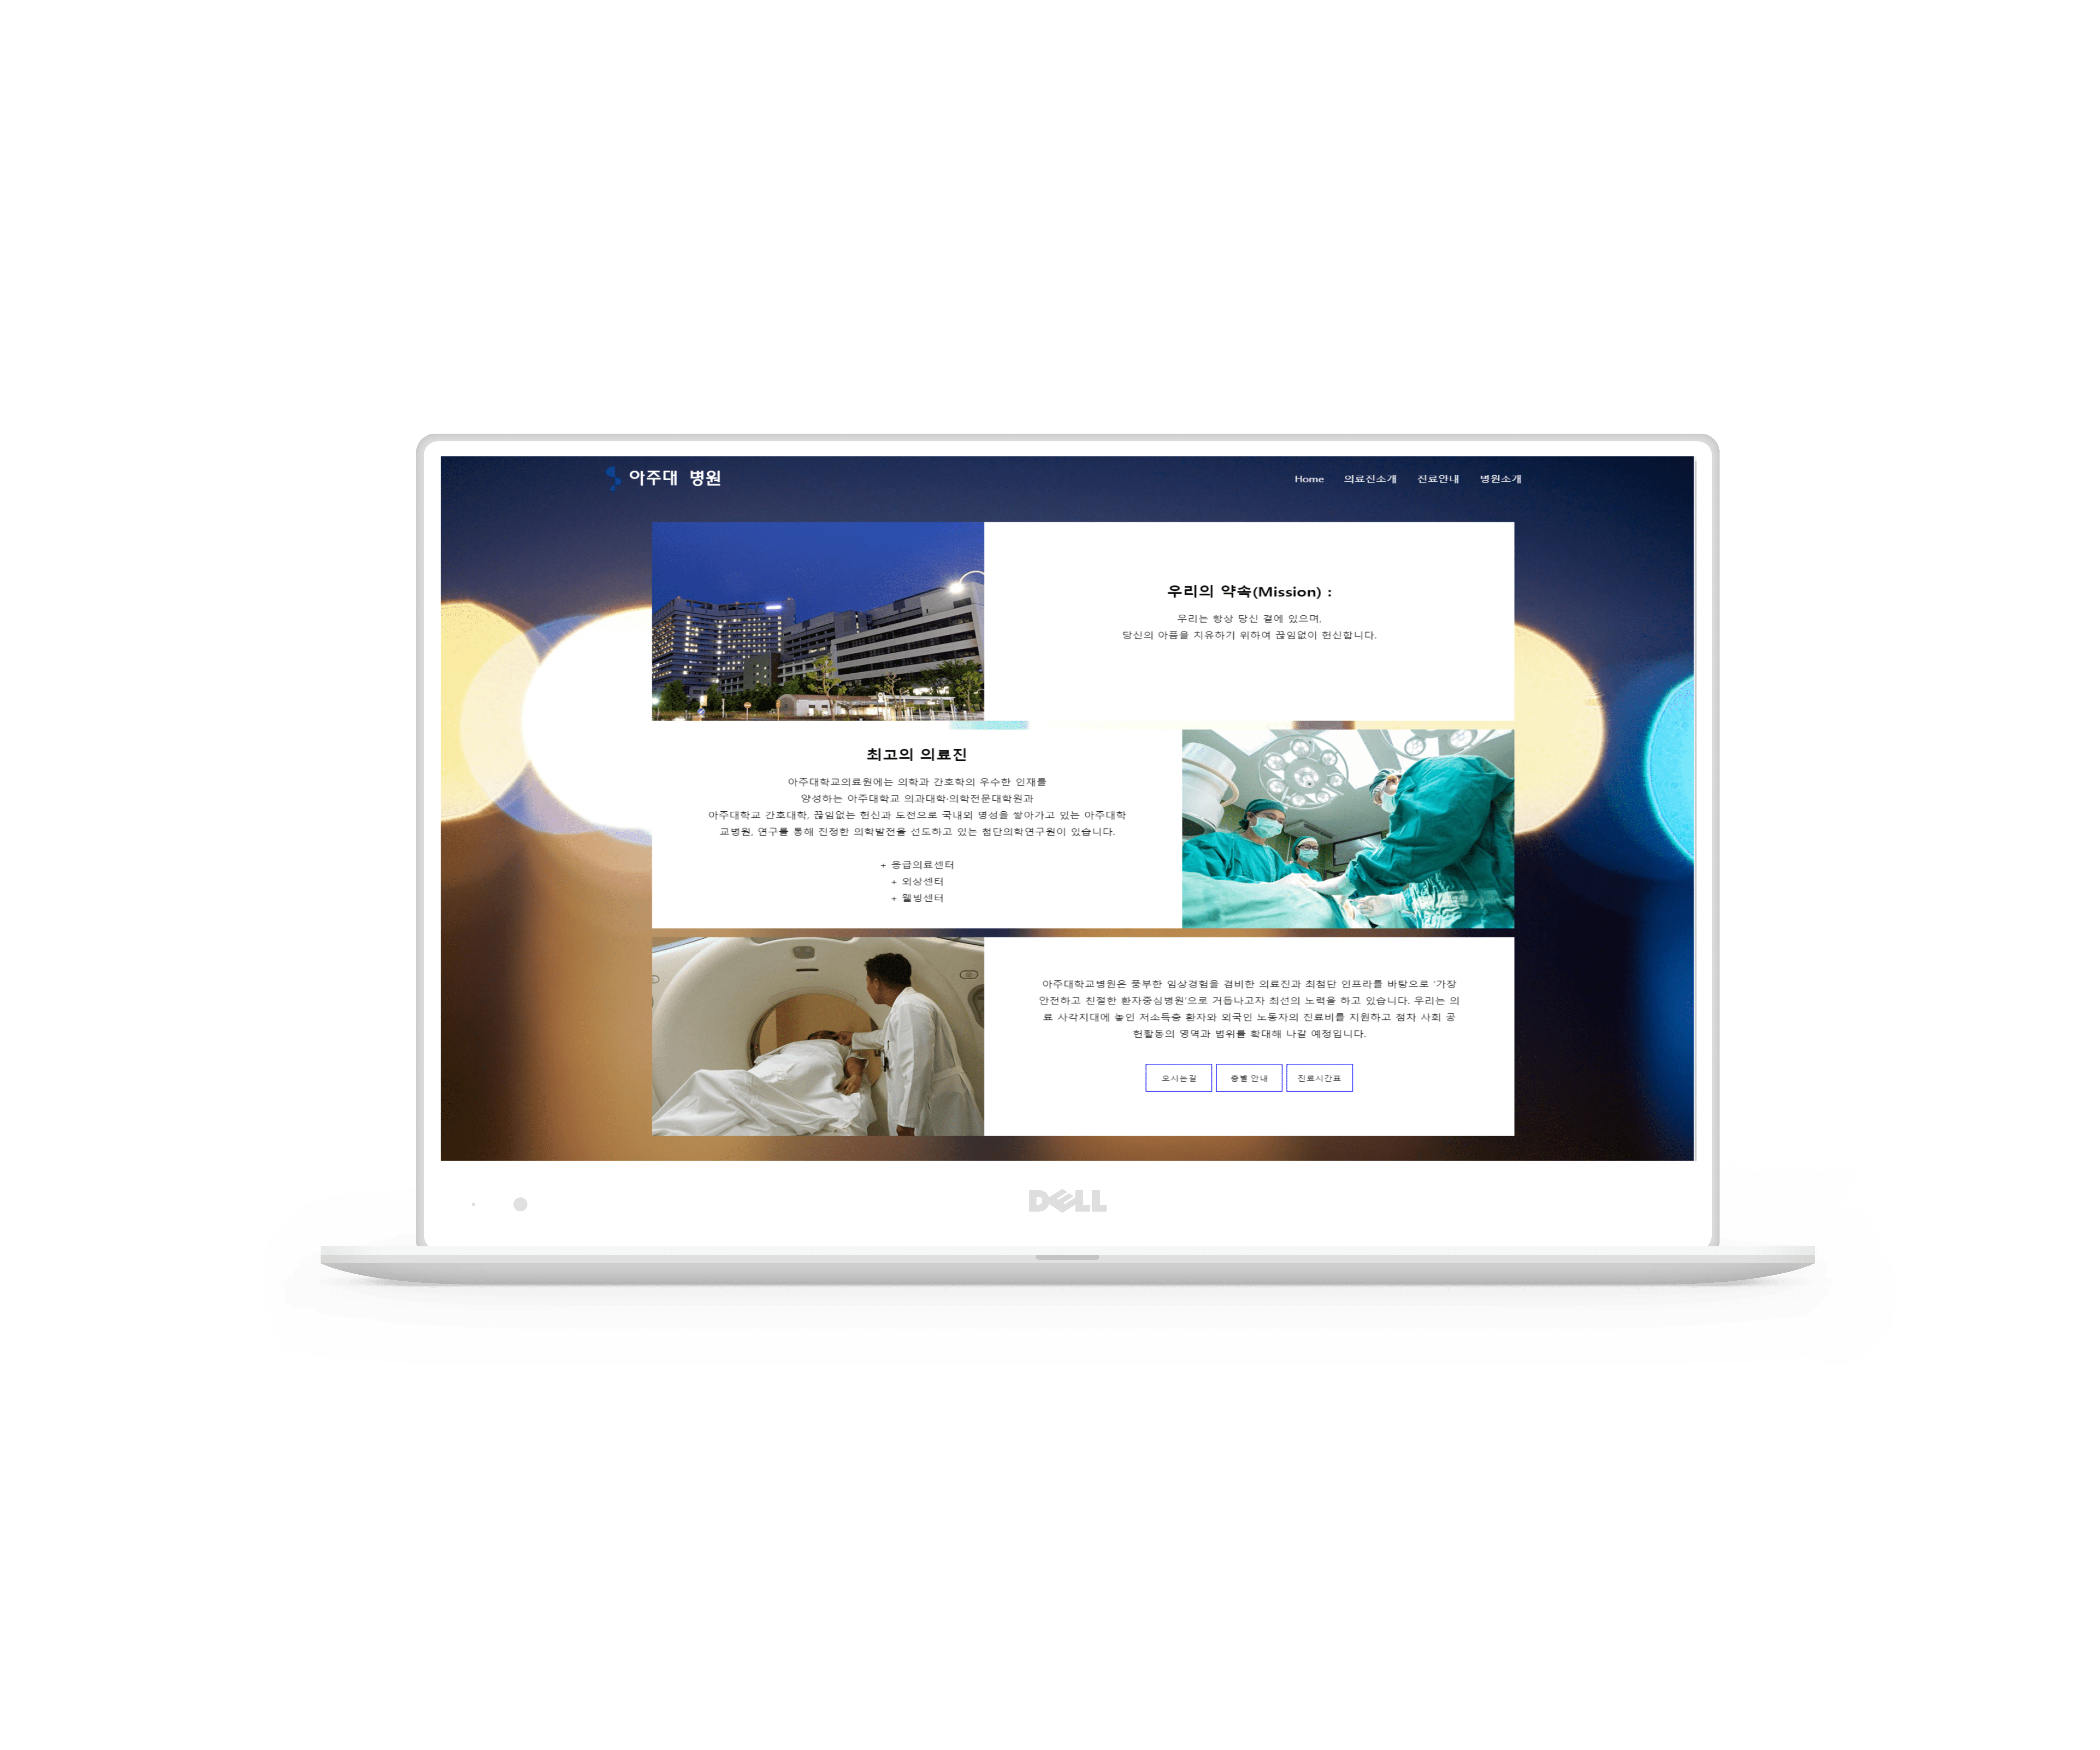 아주대 병원
Home 의료진소개 진료안내 병원소개
우리의 약속(Mission) :
우리는 항상 당신 곁에 있으며,
당신의 아픔을 치유하기 위하여 끊임없이 헌신합니다.
최고의 의료진
아주대학교의료원에는 의학과 간호학의 우수한 인재를
양성하는 아주대학교 의과대학·의학전문대학원과
아주대학교 간호대학, 끊임없는 헌신과 도전으로 국내외 명성을 쌓아가고 있는 아주대학
교병원, 연구를 통해 진정한 의학발전을 선도하고 있는 첨단의학연구원이 있습니다.
+ 응급의료센터
+ 외상센터
+ 웰빙센터
아주대학교병원은 풍부한 임상경험을 겸비한 의료진과 최첨단 인프라를 바탕으로 '가장
안전하고 친절한 환자중심병원'으로 거듭나고자 최선의 노력을 하고 있습니다. 우리는 의
료 사각지대에 놓인 저소득층 환자와 외국인 노동자의 진료비를 지원하고 점차 사회 공
헌활동의 영역과 범위를 확대해 나갈 예정입니다.
오시는길 층별 안내 진료시간표
DELL